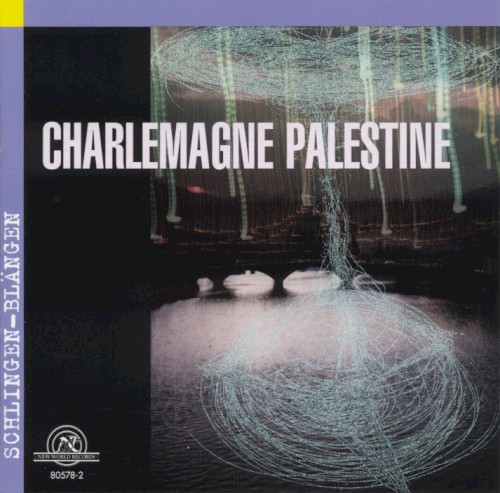 CHARLEMAGNE PALESTINE
SCHLINGEN-BLÄNGEN
NEW WORLD RECORDS
80578-2